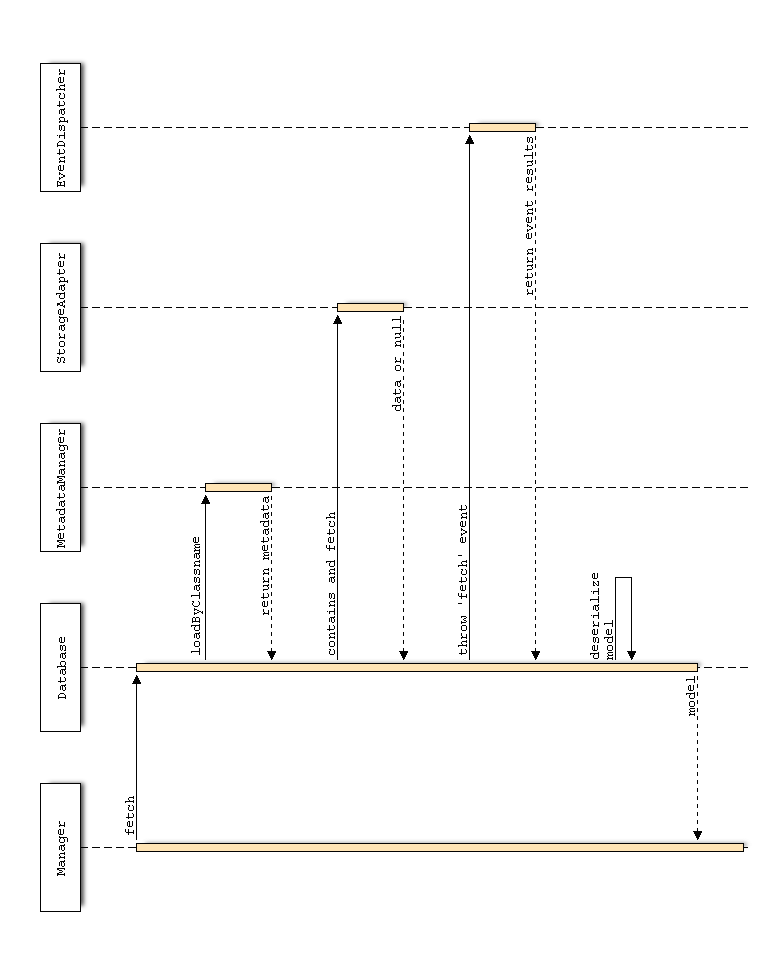 Manager
Database
MetadataManager
StorageAdapter
EventDispatcher
fetch
loadByClassname
return metadata
contains and fetch
data or null
throw 'fetch' event
return event results
deserialize
model
model